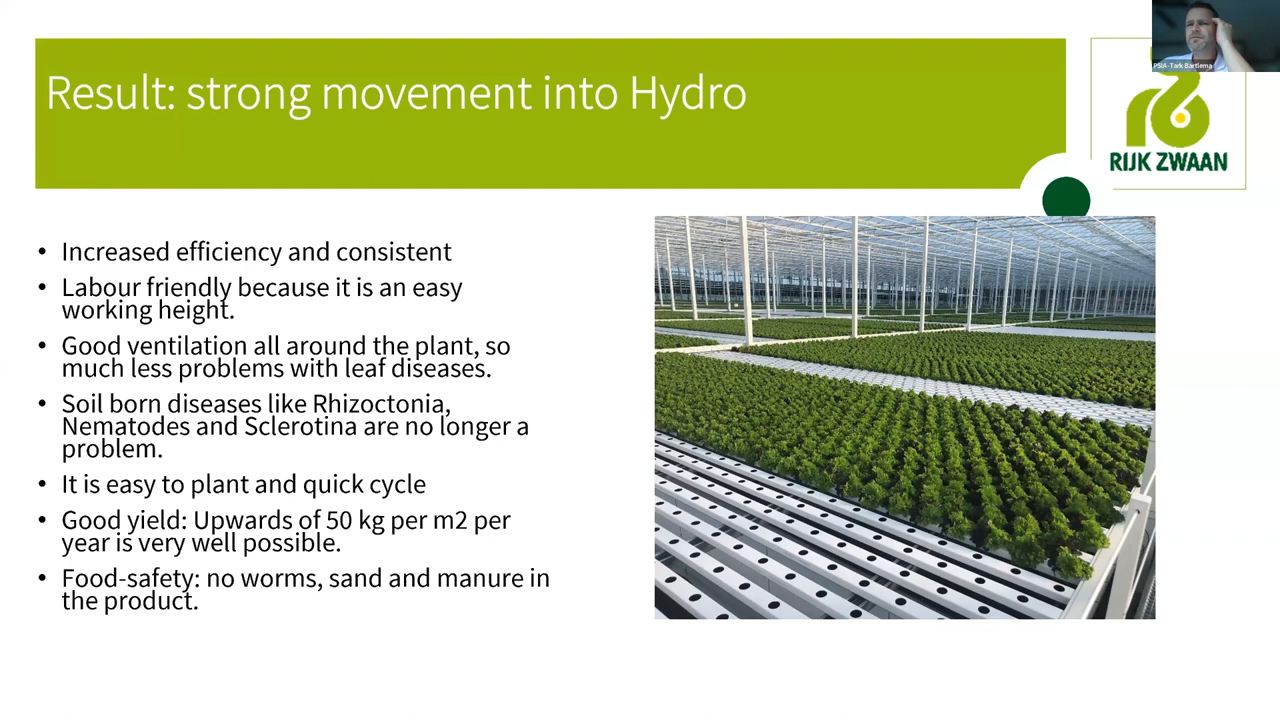 PSIA-Tark Bartlema
Result: strong movement into Hydro
RIJK ZWAAN
• Increased efficiency and consistent
• Labour friendly because it is an easy
working height.
• Good ventilation all around the plant, so
much less problems with leaf diseases.
• Soil born diseases like Rhizoctonia,
Nematodes and Sclerotina are no longer a
problem.
• It is easy to plant and quick cycle
• Good yield: Upwards of 50 kg per m2 per
year is very well possible.
• Food-safety: no worms, sand and manure in
the product.